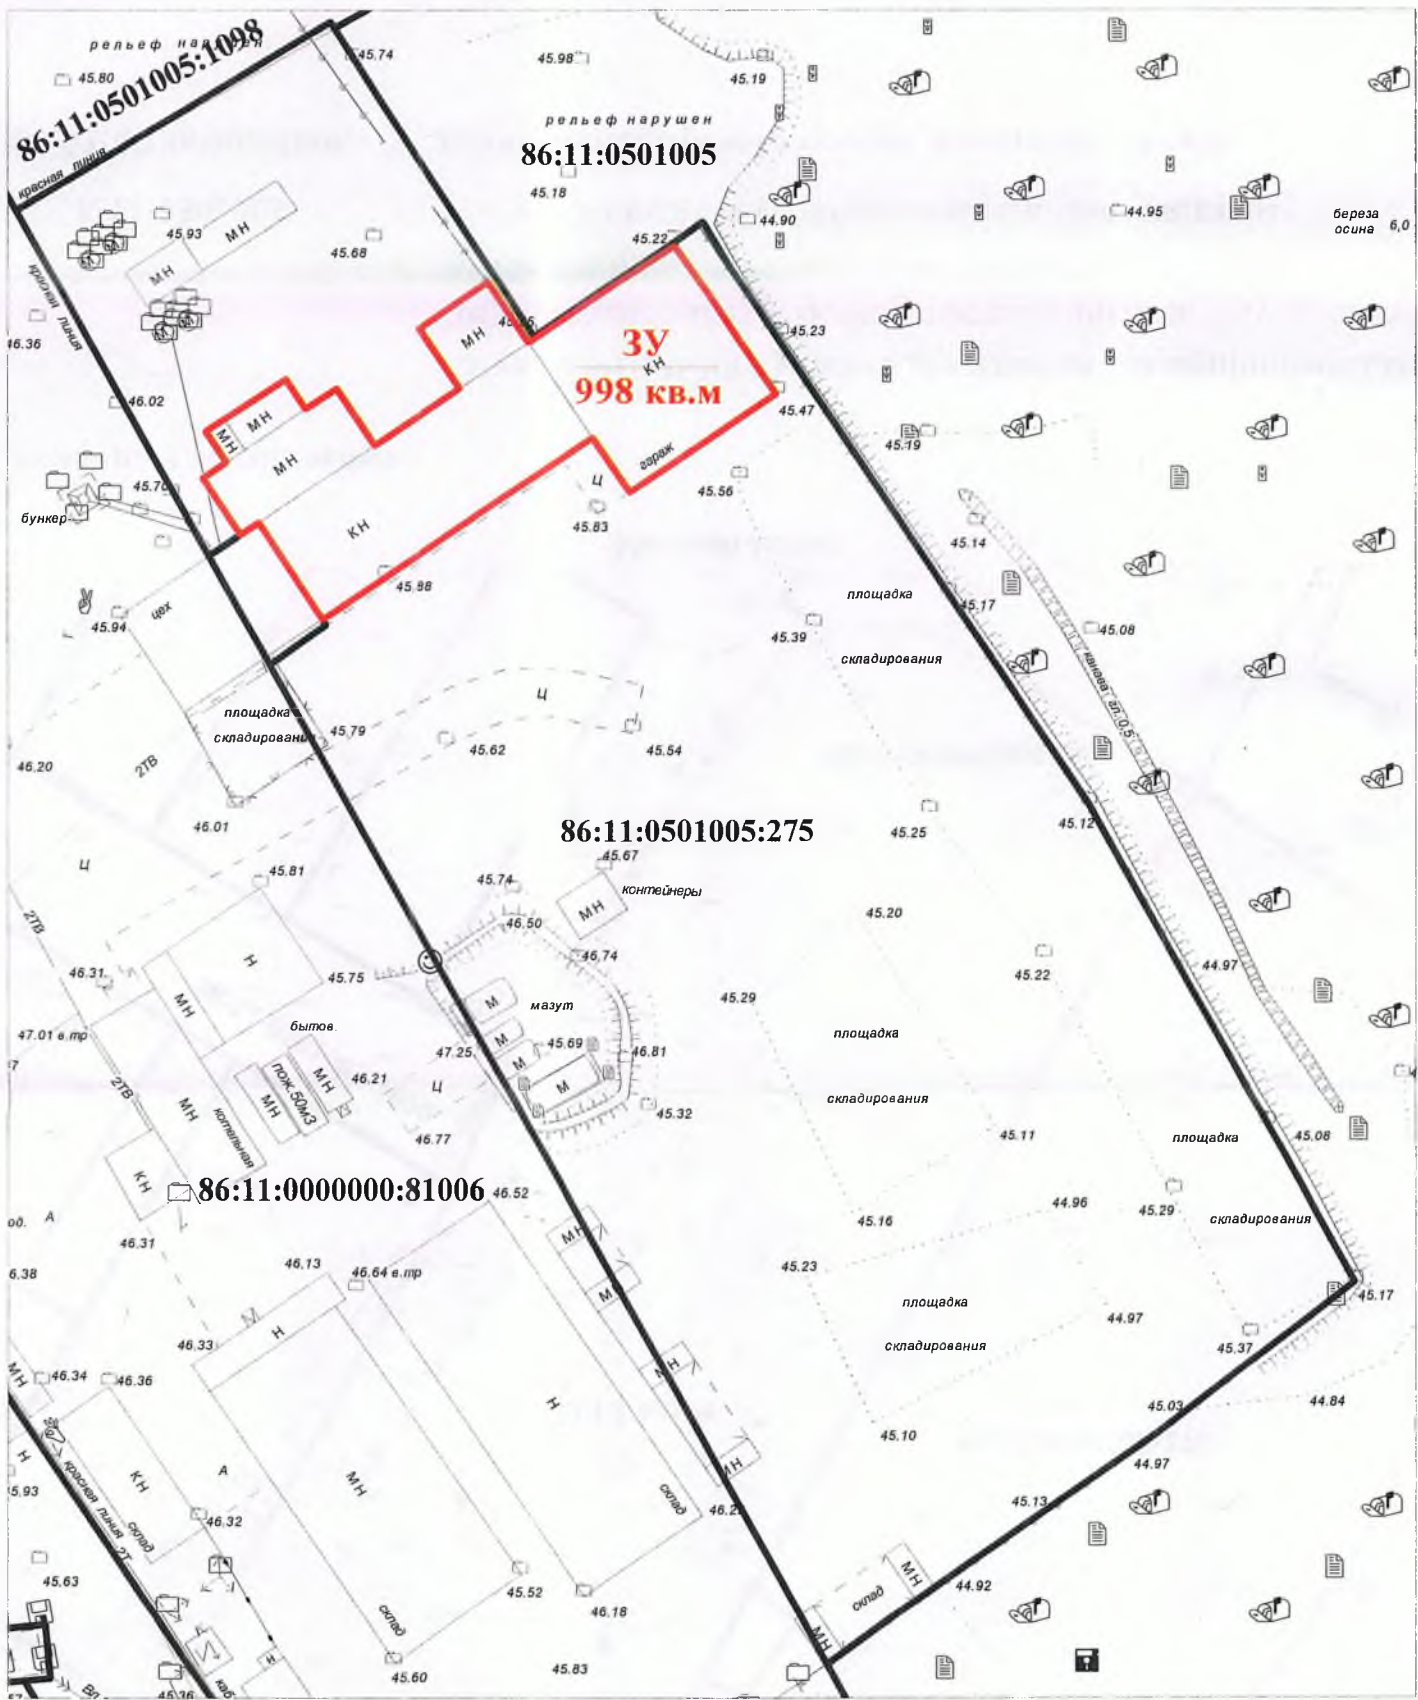 рельеф нарушен
86:11:0501005:1098
45.80
45.74
45.98
45.19
рельеф нарушен
86:11:0501005
красная линия
45.18
45.93
МН
МН
45.68
45.22
44.90
44.95
береза
осина 6,0
красная линия
МН
45.23
ЗУ
КН
998 кв.м
46.02
МН
МН
МН
45.47
45.19
гараж
45.70
45.56
Ц
бункер
КН
45.83
45.14
45.88
площадка
45.17
цех
45.94
45.39
45.08
складирования
канава гл. 0,5
Ц
площадка
складирования
45.79
45.62
45.54
46.20
2ТВ
46.01
86:11:0501005:275
45.25
45.12
Ц
45.81
45.67
45.74
контейнеры
МН
45.20
46.50
2ТВ
Н
46.74
46.31
45.75
45.22
44.97
МН
М
мазут
45.29
47.01 в.тр
бытов.
М
45.69
площадка
47.25
М
46.81
2ТВ
МН
46.21
Ц
М
пож.50м3
МН
МН
котельная
45.32
складирования
46.77
45.11
площадка
45.08
КН
86:11:0000000:81006
46.52
44.96
45.29
складирования
А
45.16
46.31
МН
46.13
46.64 в.тр
45.23
45.17
М
площадка
44.97
46.33
Н
складирования
45.37
МН
46.34
46.36
МН
Н
45.03
44.84
45.10
Н
красная линия 2Т
КН
А
МН
44.97
склад
МН
45.13
46.32
склад
45.63
45.52
46.18
МН
44.92
склад
склад
МН
Н
45.60
45.83